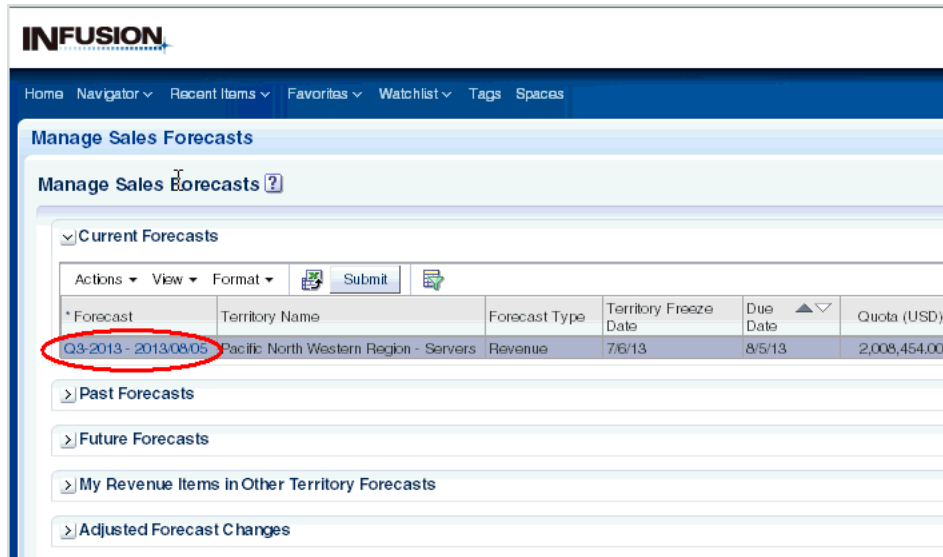 INFUSION
Home Navigator Recent Items Favorites Watchlist Tags Spaces
Manage Sales Forecasts
Manage Sales Forecasts ?
Current Forecasts
Actions View Format Submit
* Forecast Territory Name Forecast Type Territory Freeze Date Due Date Quota (USD)
Q3-2013 - 2013/08/05 Pacific North Western Region - Servers Revenue 7/6/13 8/5/13 2,008,454.00
Past Forecasts
Future Forecasts
My Revenue Items in Other Territory Forecasts
Adjusted Forecast Changes